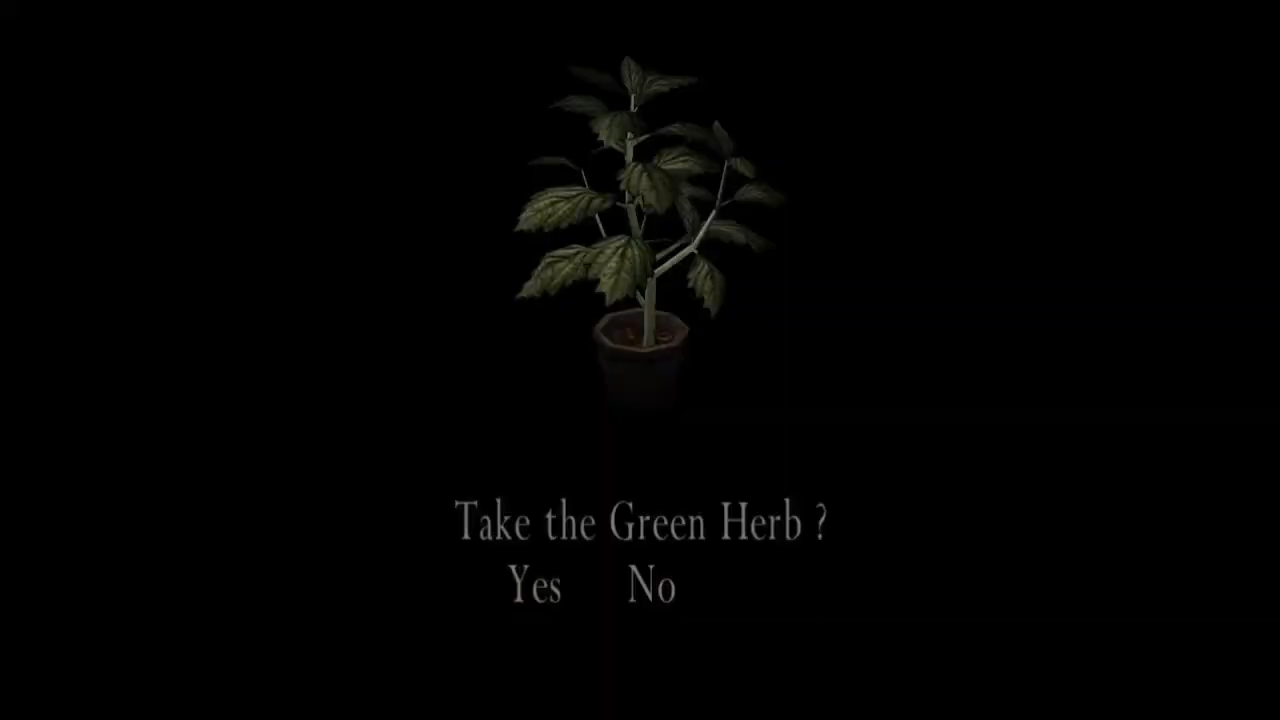 Take the Green Herb ?
Yes No